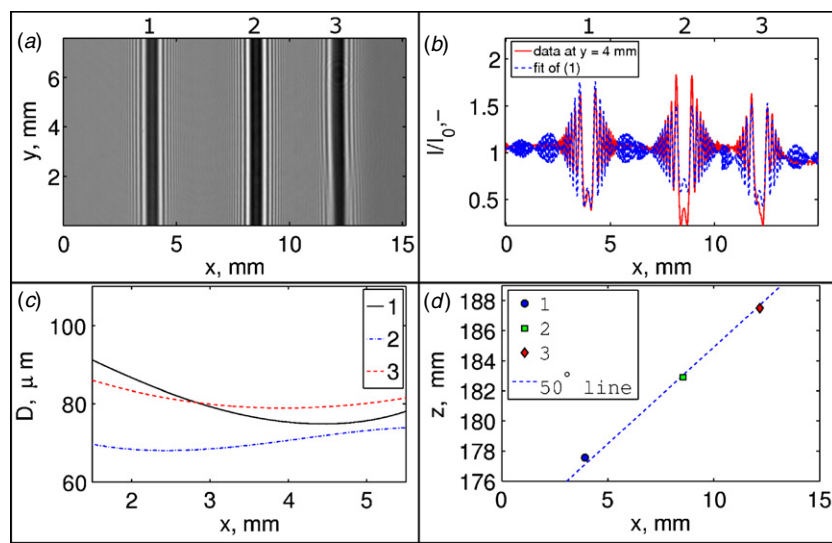 1 2 3
(a)
6
4
2
y, mm
0 5 10 15
x, mm
1 2 3
(b)
data at y = 4 mm
fit of (1)
2
1.5
1
0.5
I/I0,–
0 5 10 15
x, mm
(c)
1
2
3
100
80
60
D, μ m
2 3 4 5
x, mm
(d)
1
2
3
50° line
188
186
184
182
180
178
176
z, mm
0 5 10 15
x, mm